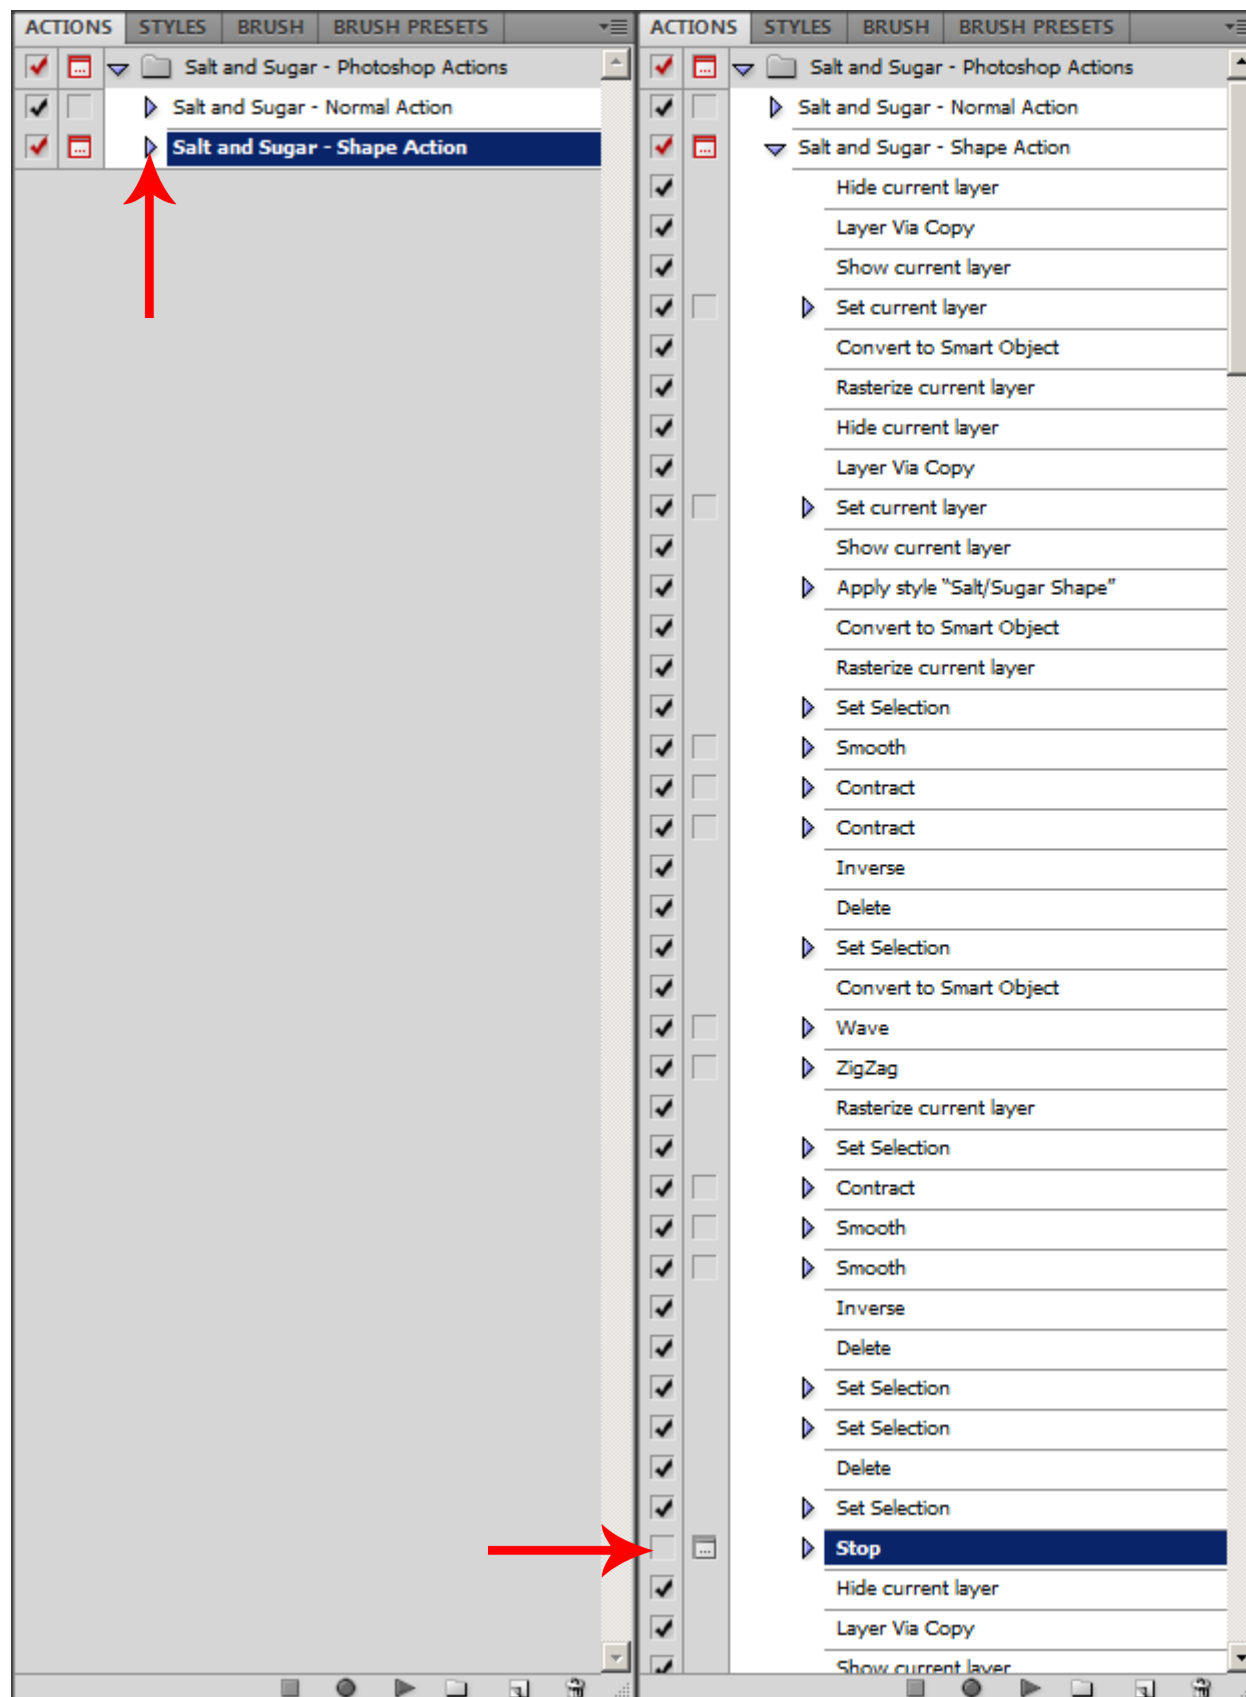 ACTIONS STYLES BRUSH BRUSH PRESETS
Salt and Sugar - Photoshop Actions
Salt and Sugar - Normal Action
Salt and Sugar - Shape Action
ACTIONS STYLES BRUSH BRUSH PRESETS
Salt and Sugar - Photoshop Actions
Salt and Sugar - Normal Action
Salt and Sugar - Shape Action
Hide current layer
Layer Via Copy
Show current layer
Set current layer
Convert to Smart Object
Rasterize current layer
Hide current layer
Layer Via Copy
Set current layer
Show current layer
Apply style “Salt/Sugar Shape”
Convert to Smart Object
Rasterize current layer
Set Selection
Smooth
Contract
Contract
Inverse
Delete
Set Selection
Convert to Smart Object
Wave
ZigZag
Rasterize current layer
Set Selection
Contract
Smooth
Smooth
Inverse
Delete
Set Selection
Set Selection
Delete
Set Selection
Stop
Hide current layer
Layer Via Copy
Show current layer